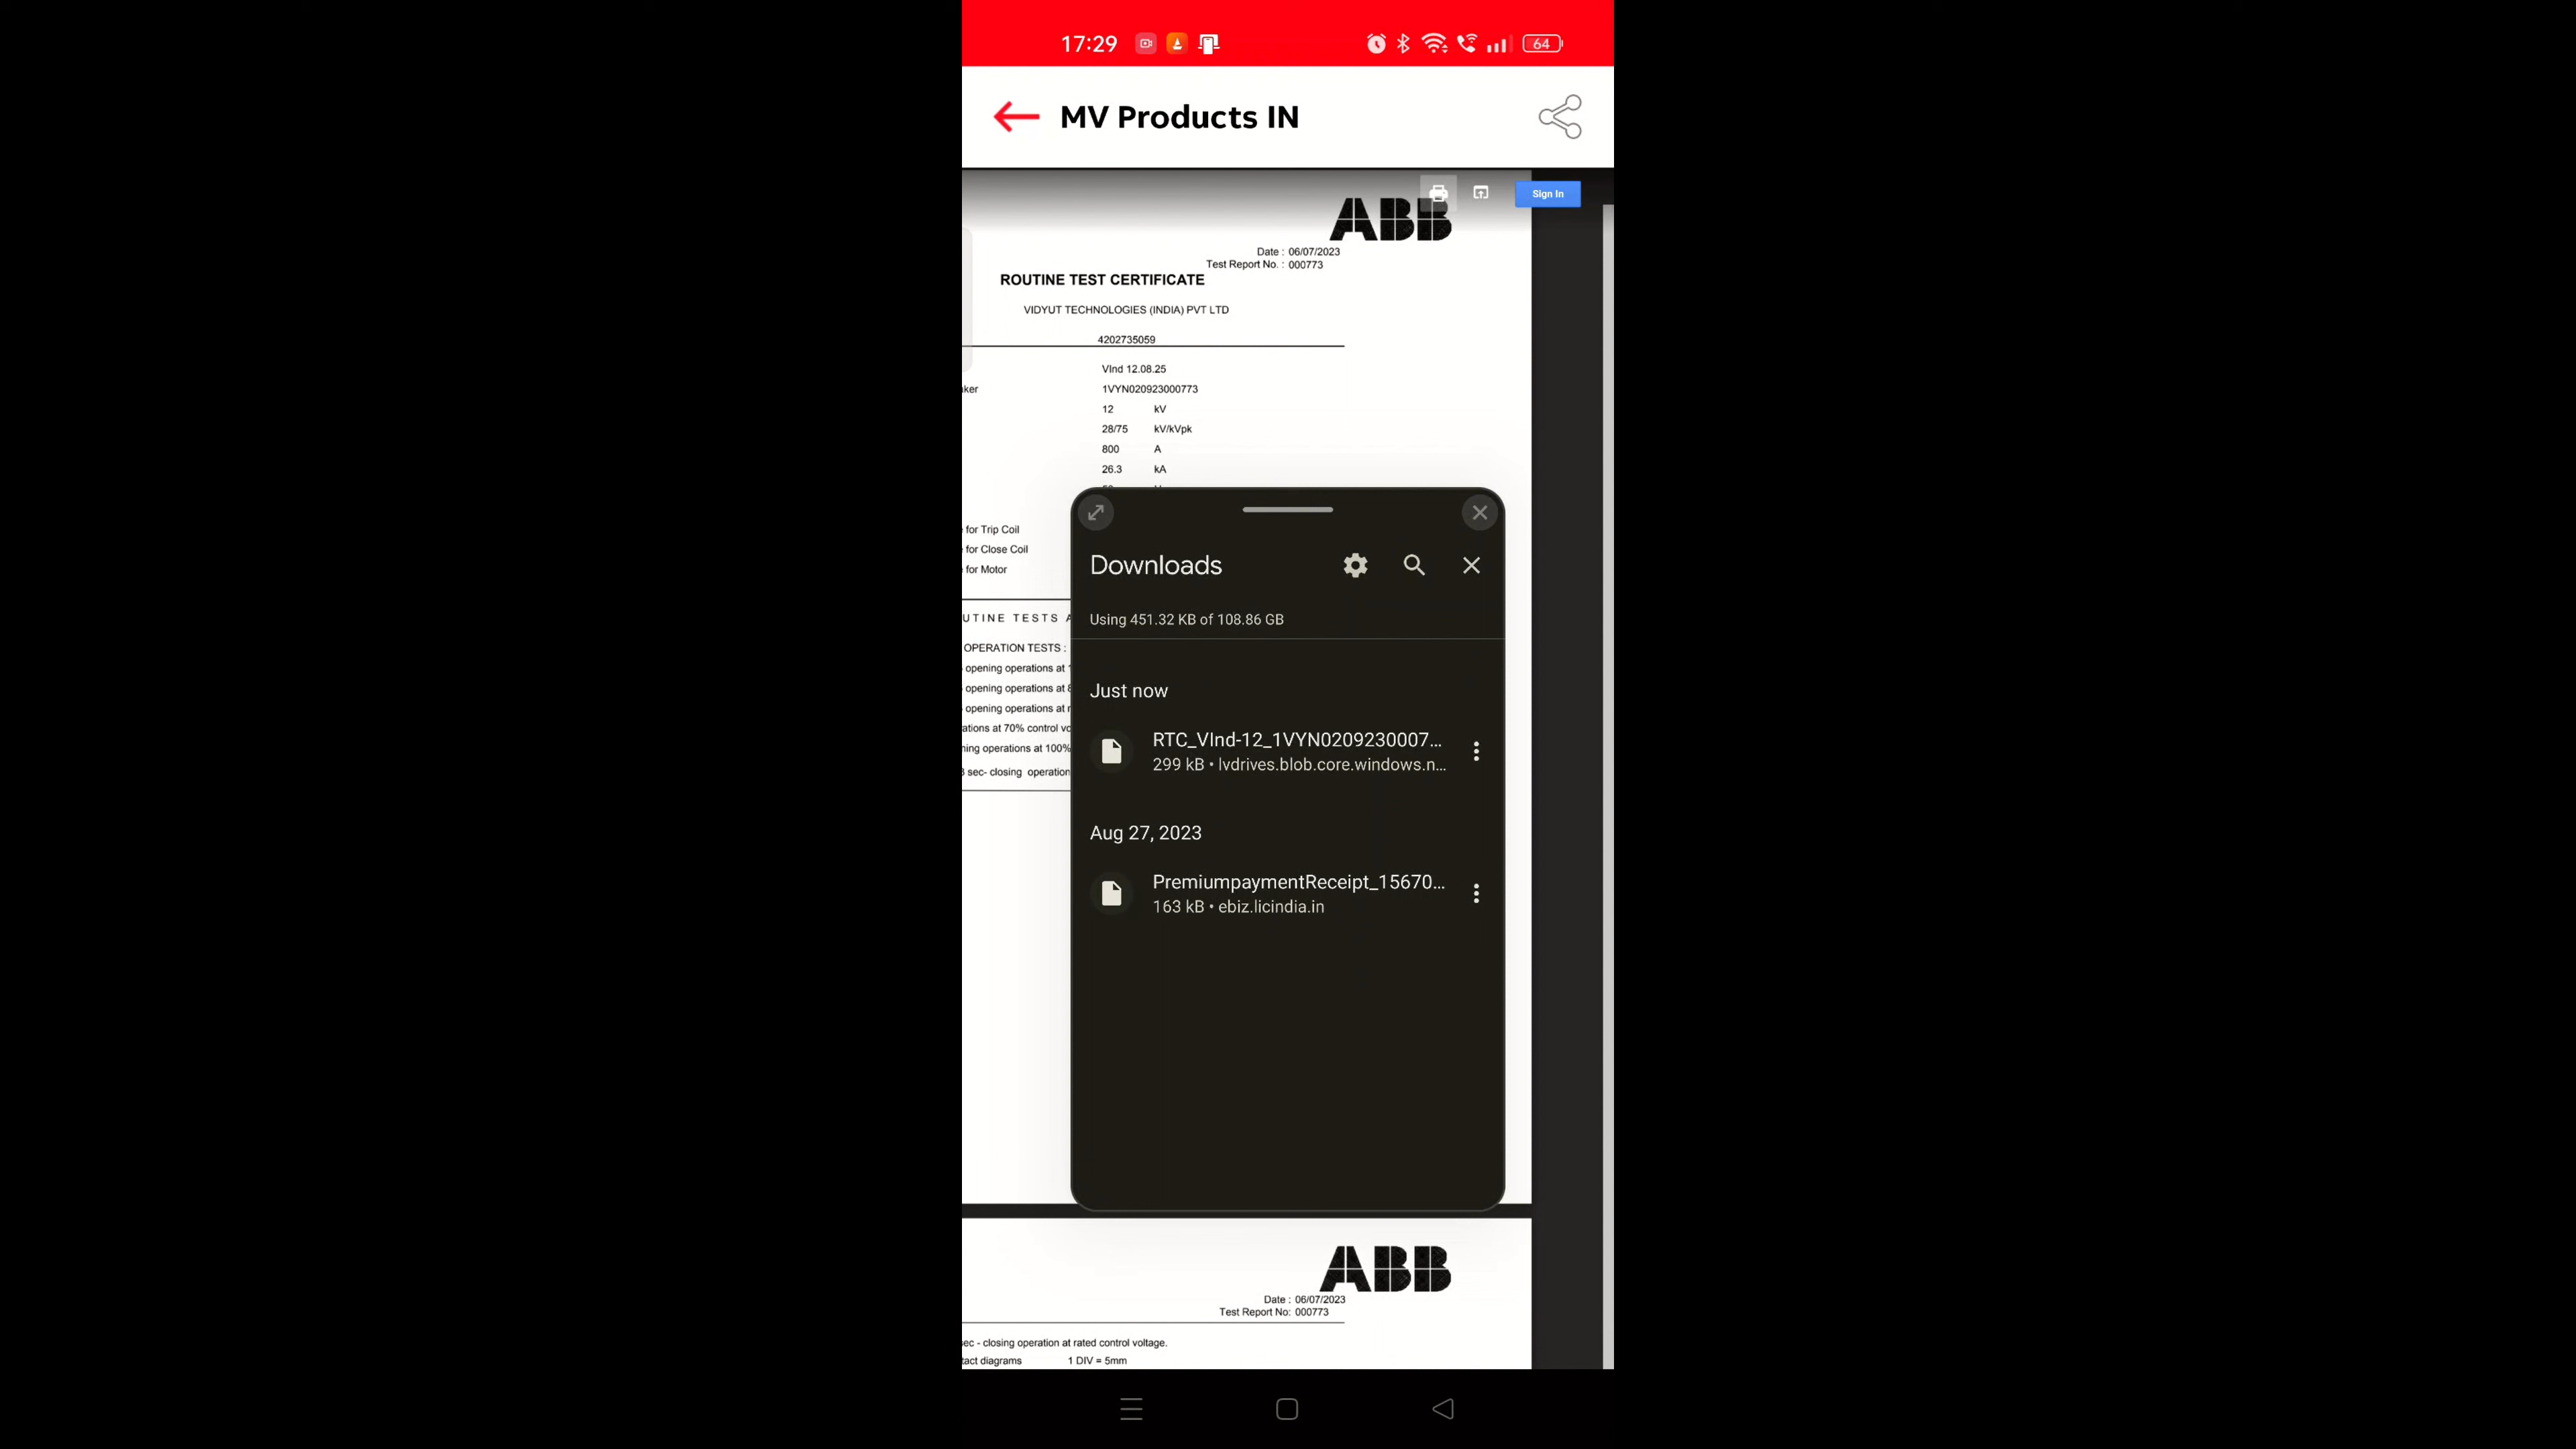 17:29
64
MV Products IN
Sign In
ABB
Date : 06/07/2023
Test Report No. : 000773
ROUTINE TEST CERTIFICATE
VIDYUT TECHNOLOGIES (INDIA) PVT LTD
4202735059
VInd 12.08.25
aker 1VYN020923000773
12 kV
28/75 kV/kVpk
800 A
26.3 kA
for Trip Coil
for Close Coil
for Motor
UTINE TESTS A
OPERATION TESTS :
opening operations at 1
opening operations at 8
opening operations at r
ations at 70% control vo
ning operations at 100%
sec- closing operation
Downloads
Using 451.32 KB of 108.86 GB
Just now
RTC_VInd-12_1VYN0209230007...
299 kB • lvdrives.blob.core.windows.n...
Aug 27, 2023
PremiumpaymentReceipt_15670...
163 kB • ebiz.licindia.in
ABB
Date : 06/07/2023
Test Report No: 000773
sec - closing operation at rated control voltage.
tact diagrams 1 DIV = 5mm